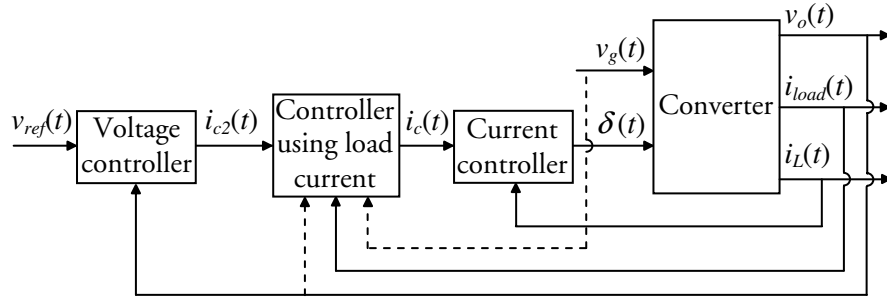 v_o(t)
v_g(t)
Converter
i_load(t)
v_ref(t)
Voltage
controller
i_c2(t)
Controller
using load
current
i_c(t)
Current
controller
δ(t)
i_L(t)